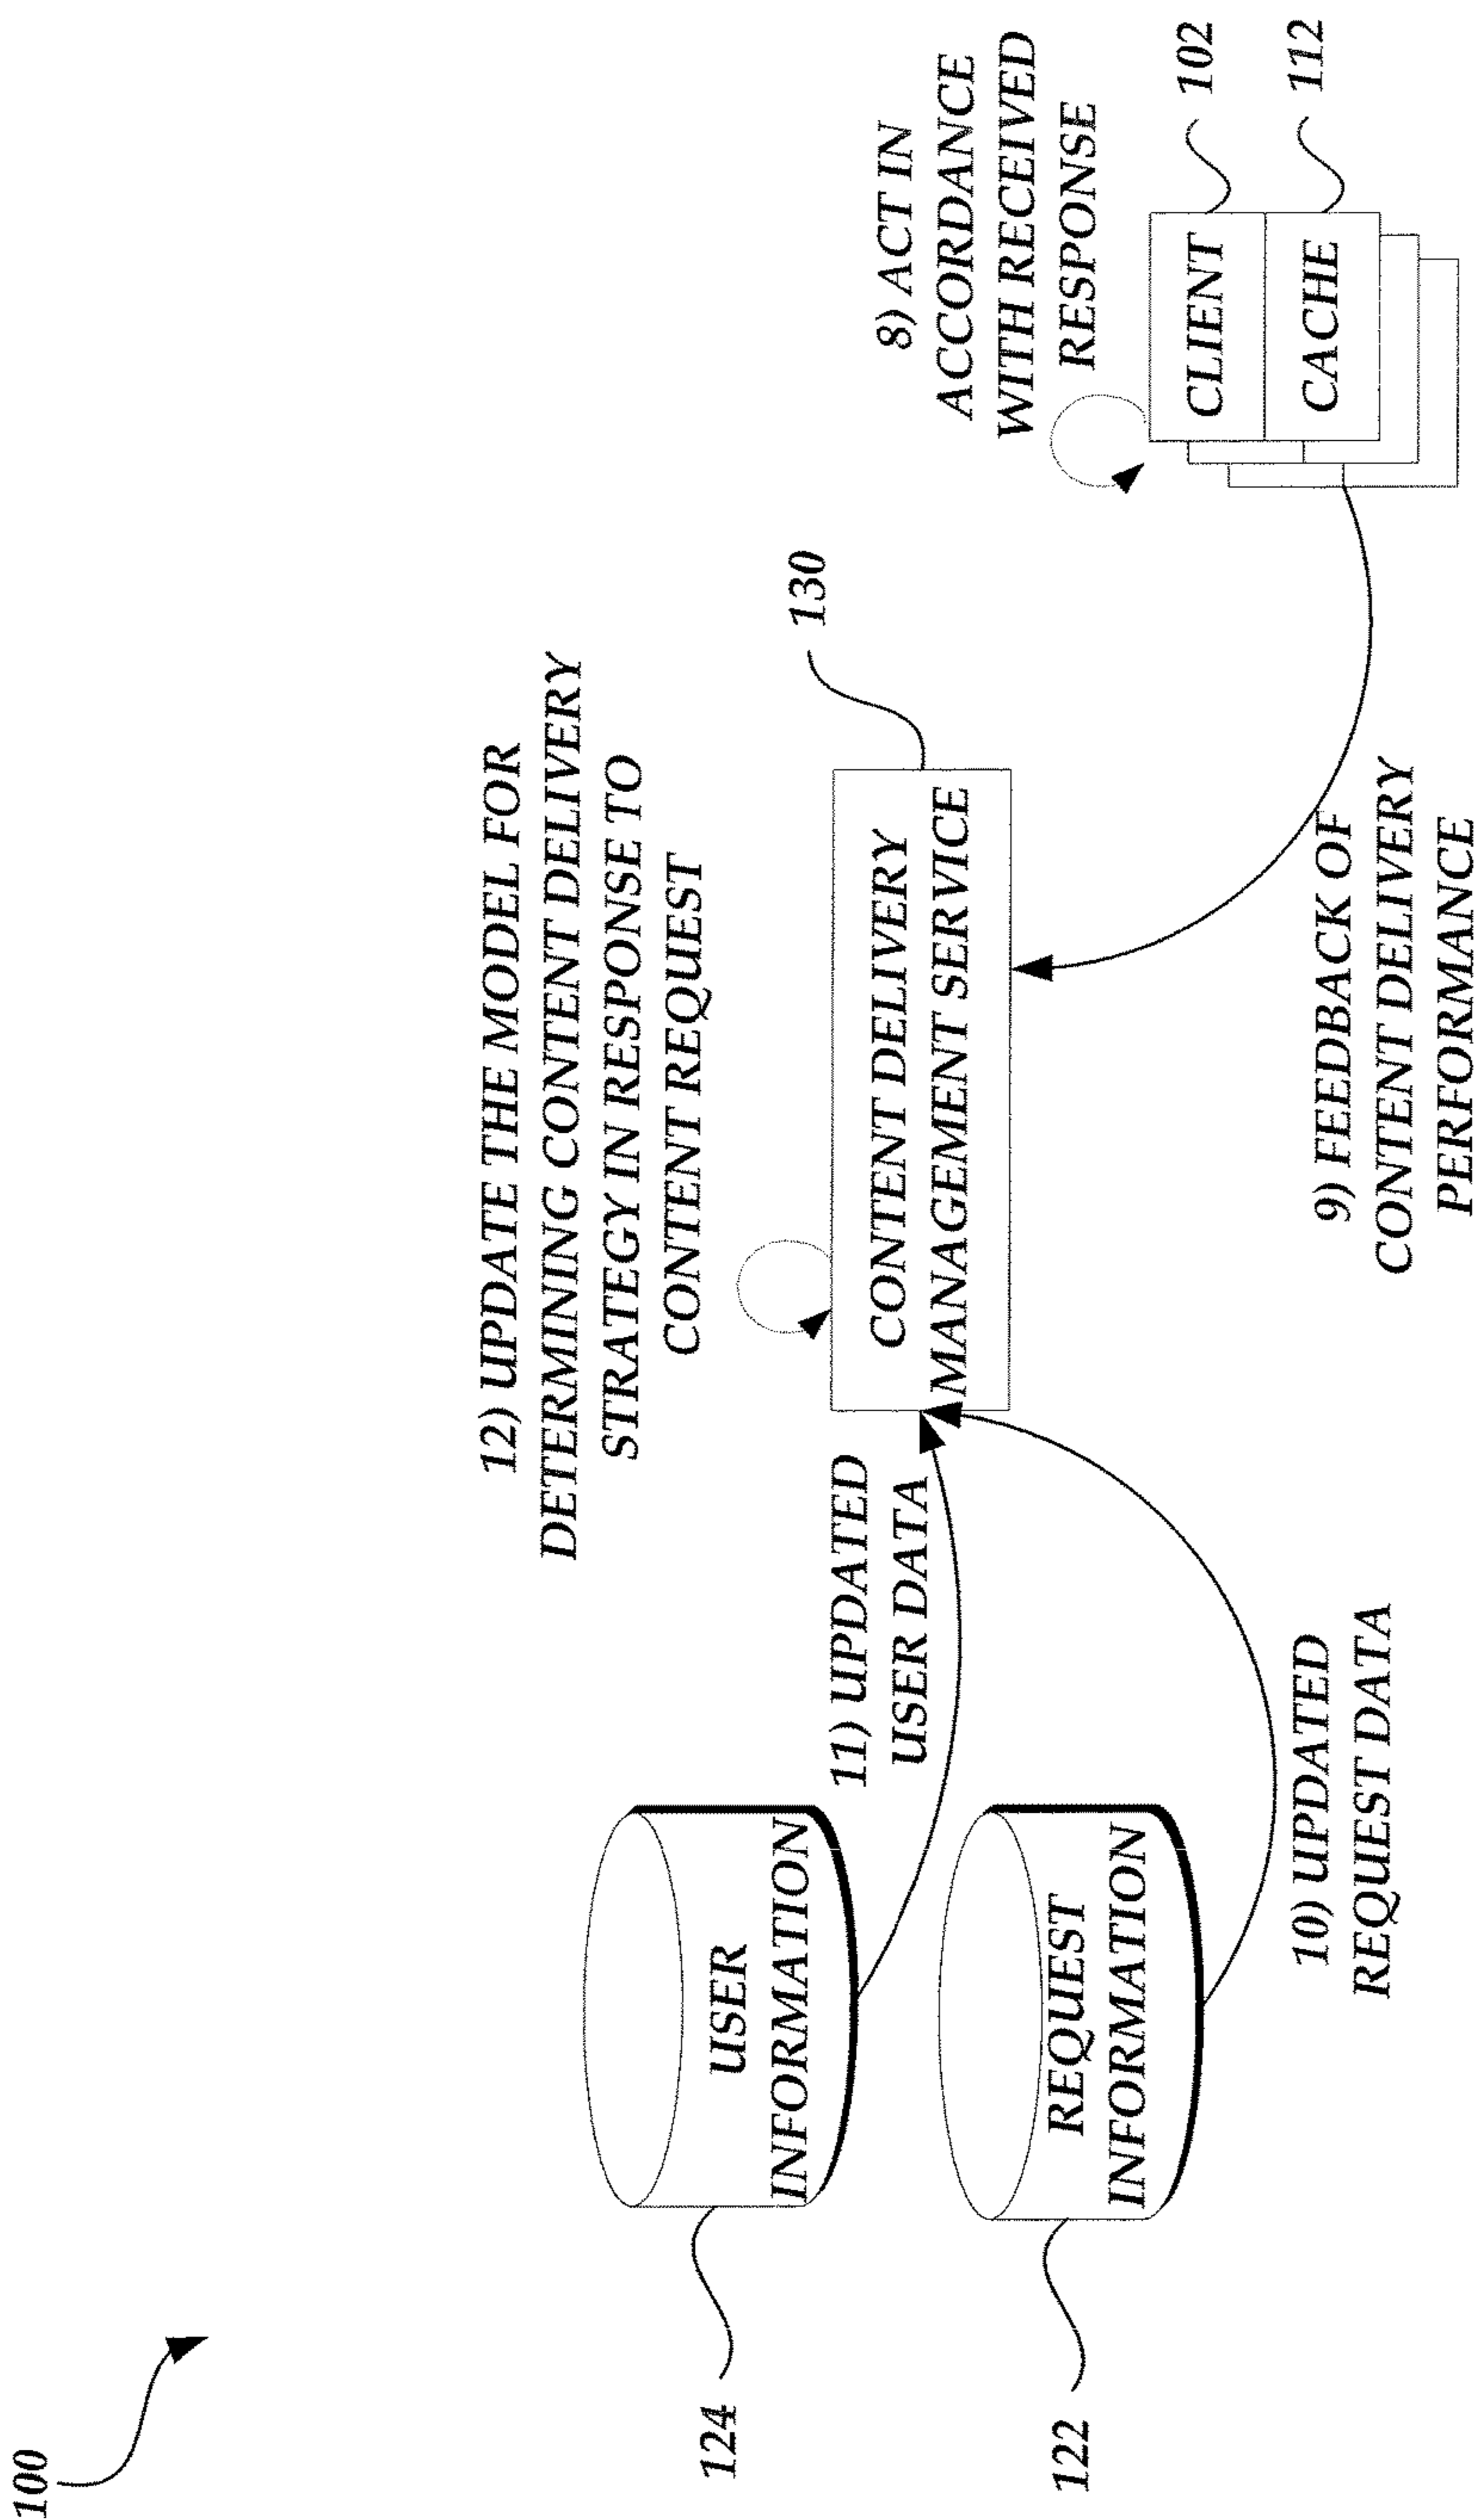 100
12) UPDATE THE MODEL FOR
DETERMINING CONTENT DELIVERY
STRATEGY IN RESPONSE TO
CONTENT REQUEST
124
USER
INFORMATION
11) UPDATED
USER DATA
CONTENT DELIVERY
MANAGEMENT SERVICE
130
8) ACT IN
ACCORDANCE
WITH RECEIVED
RESPONSE
122
REQUEST
INFORMATION
10) UPDATED
REQUEST DATA
9) FEEDBACK OF
CONTENT DELIVERY
PERFORMANCE
CLIENT
102
CACHE
112